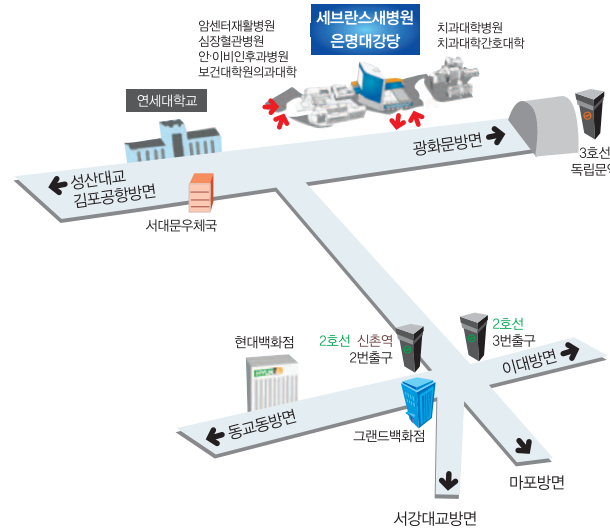 암센터재활병원
심장혈관병원
안·이비인후과병원
보건대학원의과대학
세브란스새병원
은명대강당
치과대학병원
치과대학간호대학
연세대학교
광화문방면
3호선
독립문역
성산대교
김포공항방면
서대문우체국
현대백화점
2호선 신촌역
2번출구
2호선
3번출구
이대방면
동교동방면
그랜드백화점
마포방면
서강대교방면